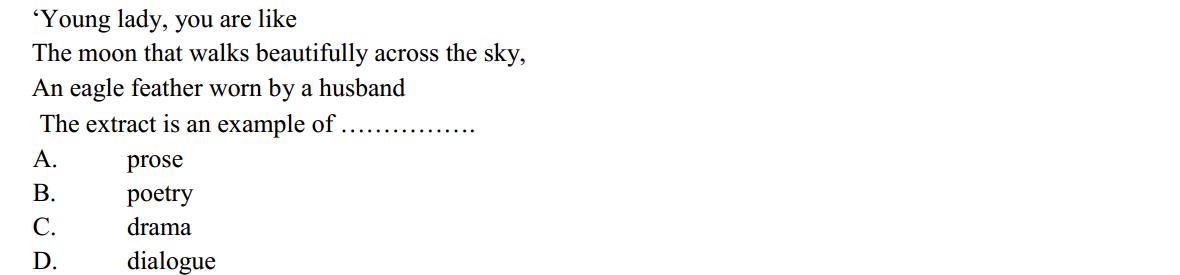 ‘Young lady, you are like
The moon that walks beautifully across the sky,
An eagle feather worn by a husband
The extract is an example of …………….
A. prose
B. poetry
C. drama
D. dialogue